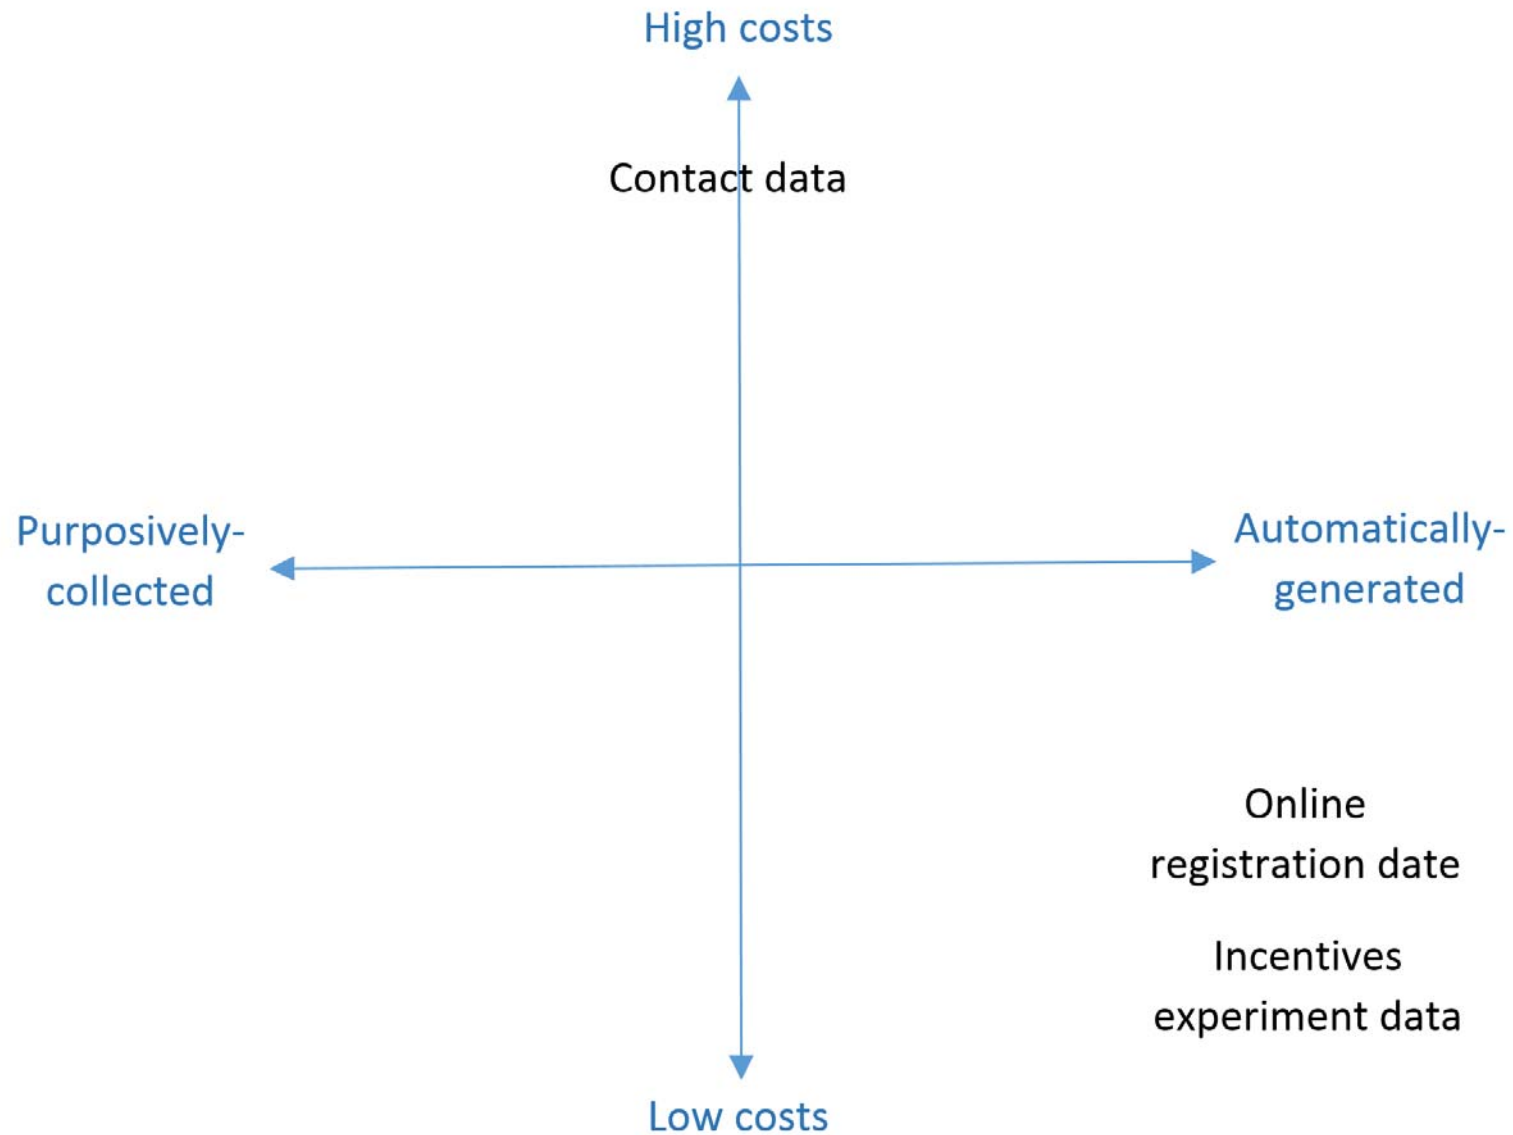 High costs
Contact data
Purposively-
collected
Automatically-
generated
Online
registration date
Incentives
experiment data
Low costs